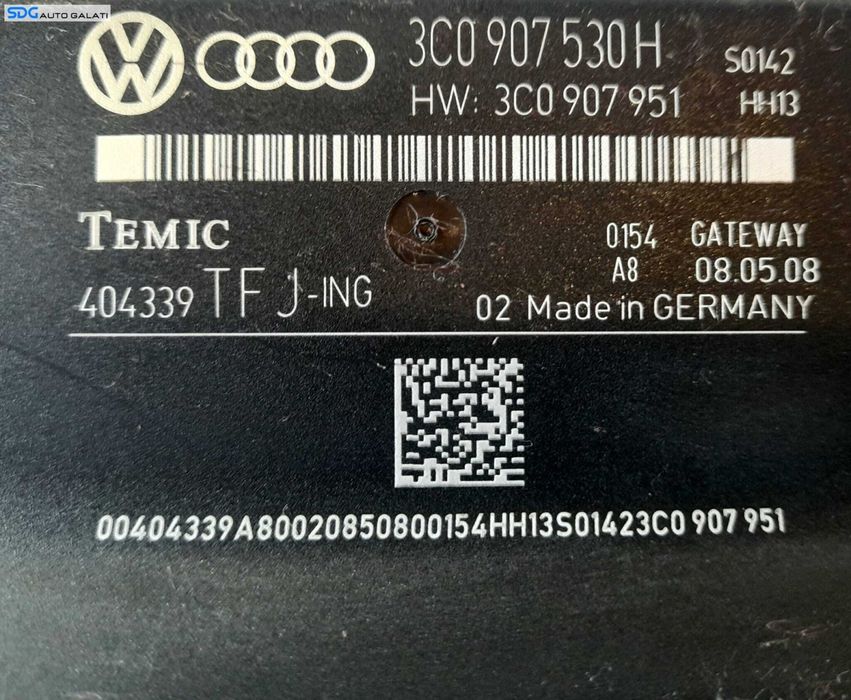 SDG AUTO GALATI
VW
3C0 907 530 H S0142
HW: 3C0 907 951 HH13
TEMIC 0154 GATEWAY
A8 08.05.08
404339 TF J-ING 02 Made in GERMANY
00404339A80020850800154HH13S01423C0 907 951